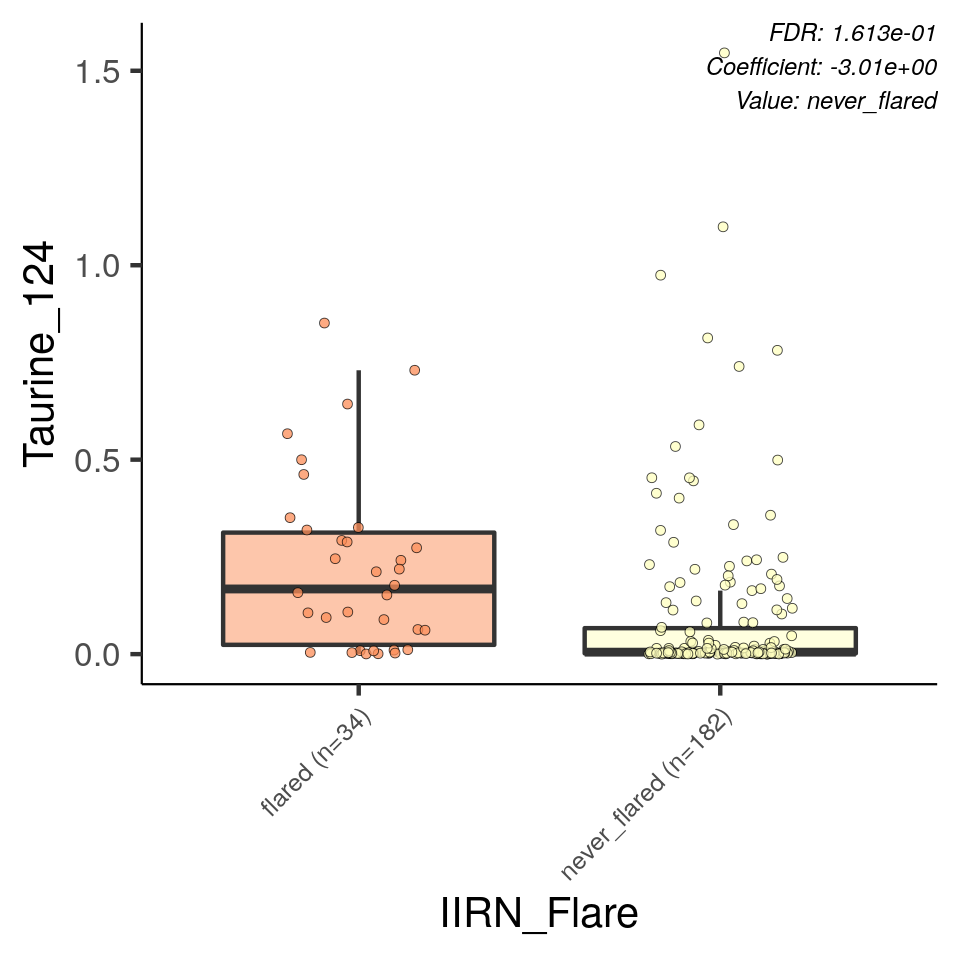 FDR: 1.613e-01
Coefficient: -3.01e+00
Value: never_flared
Taurine_124
1.5
1.0
0.5
0.0
flared (n=34)
never_flared (n=182)
IIRN_Flare